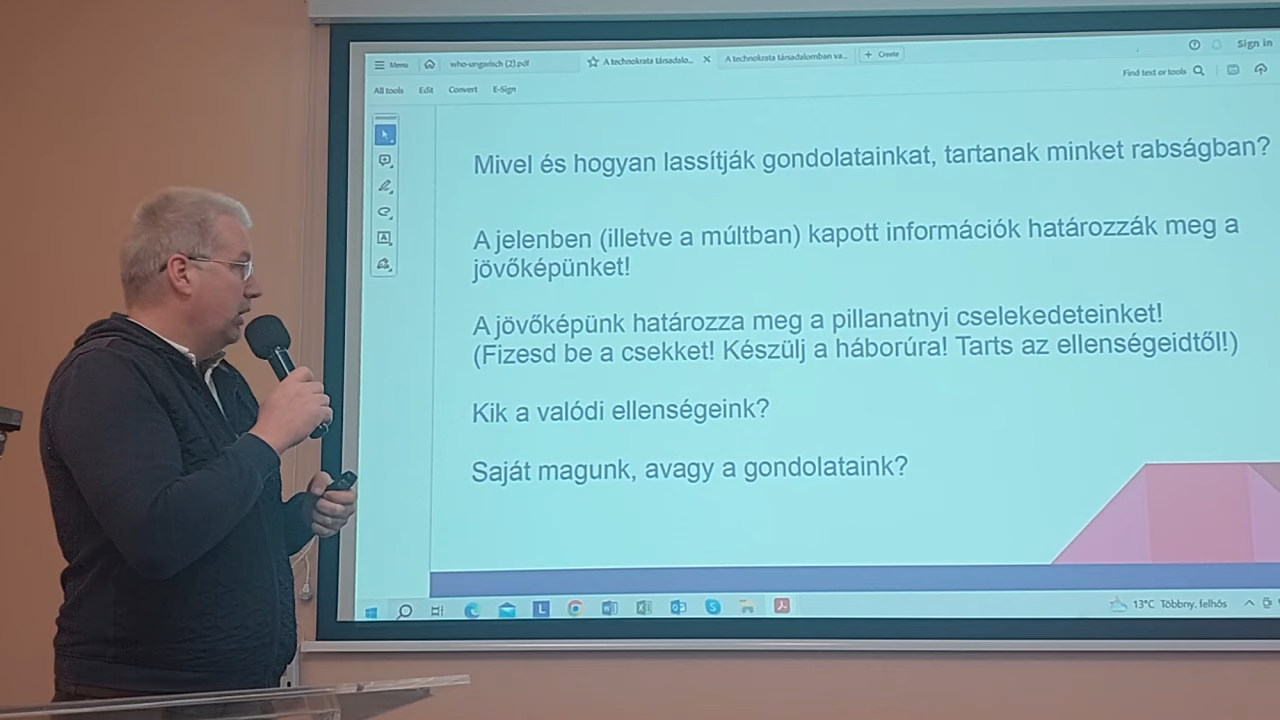 Menu
who-ungarisch (2).pdf
A technokrata társadalo...
A technokrata társadalomban va...
Create
Sign in
All tools
Edit
Convert
E-Sign
Find text or tools
Mivel és hogyan lassítják gondolatainkat, tartanak minket rabságban?
A jelenben (illetve a múltban) kapott információk határozzák meg a
jövőképünket!
A jövőképünk határozza meg a pillanatnyi cselekedeteinket!
(Fizesd be a csekket! Készülj a háborúra! Tarts az ellenségeidtől!)
Kik a valódi ellenségeink?
Saját magunk, avagy a gondolataink?
13°C Többny. felhős